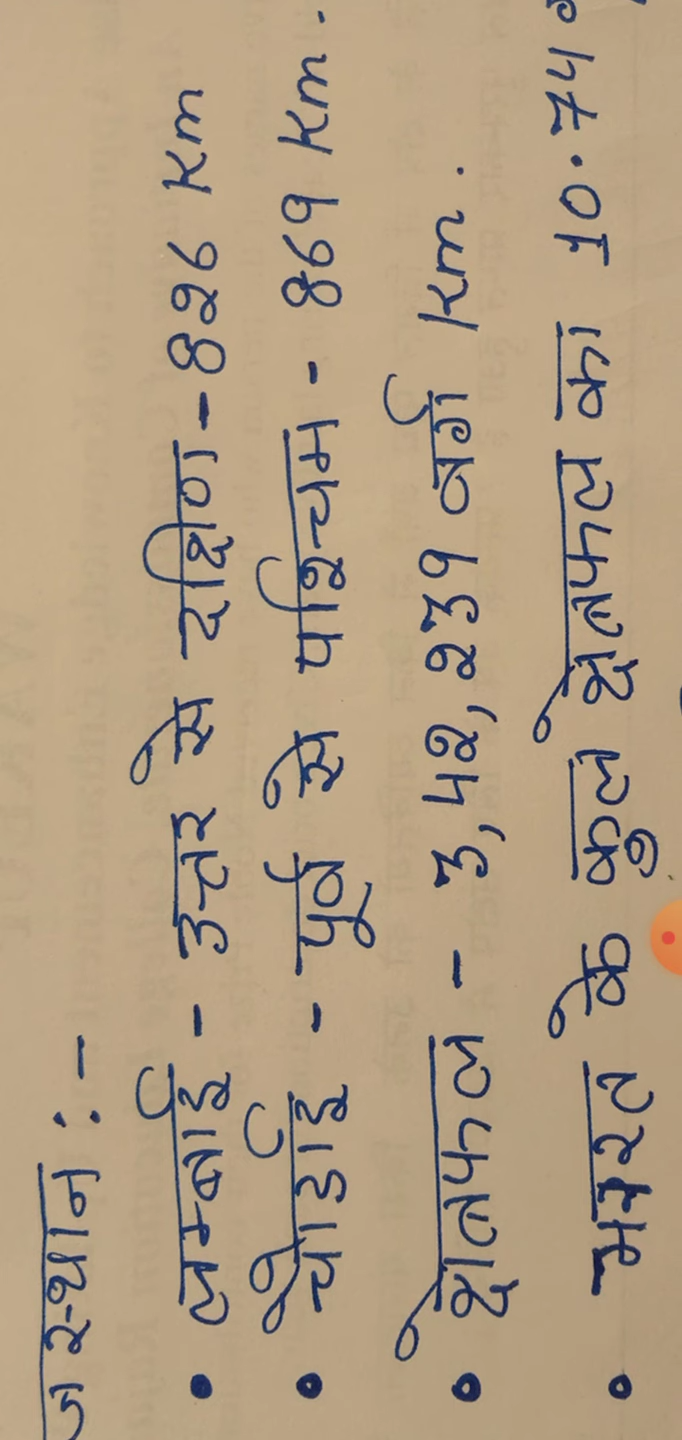 जस्थान :-
• लम्बाई - उत्तर से दक्षिण - 826 Km
• चौडाई - पूर्व से पश्चिम - 869 Km.
• क्षेत्रफल - 3,42,239 वर्ग Km.
• भारत के कुल क्षेत्रफल का 10.74